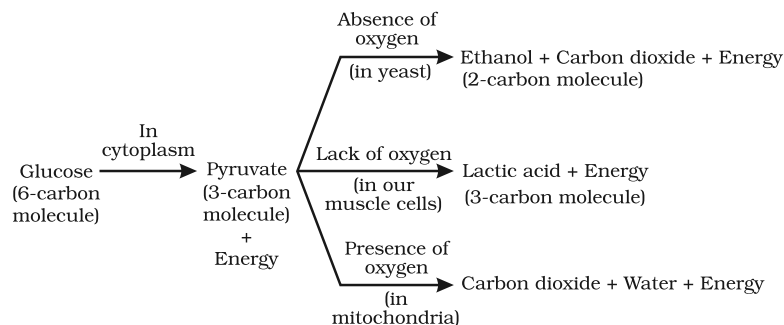 Absence of
oxygen
(in yeast)
Ethanol + Carbon dioxide + Energy
(2-carbon molecule)
In
cytoplasm
Glucose
(6-carbon
molecule)
Pyruvate
(3-carbon
molecule)
+
Energy
Lack of oxygen
(in our
muscle cells)
Lactic acid + Energy
(3-carbon molecule)
Presence of
oxygen
(in
mitochondria)
Carbon dioxide + Water + Energy